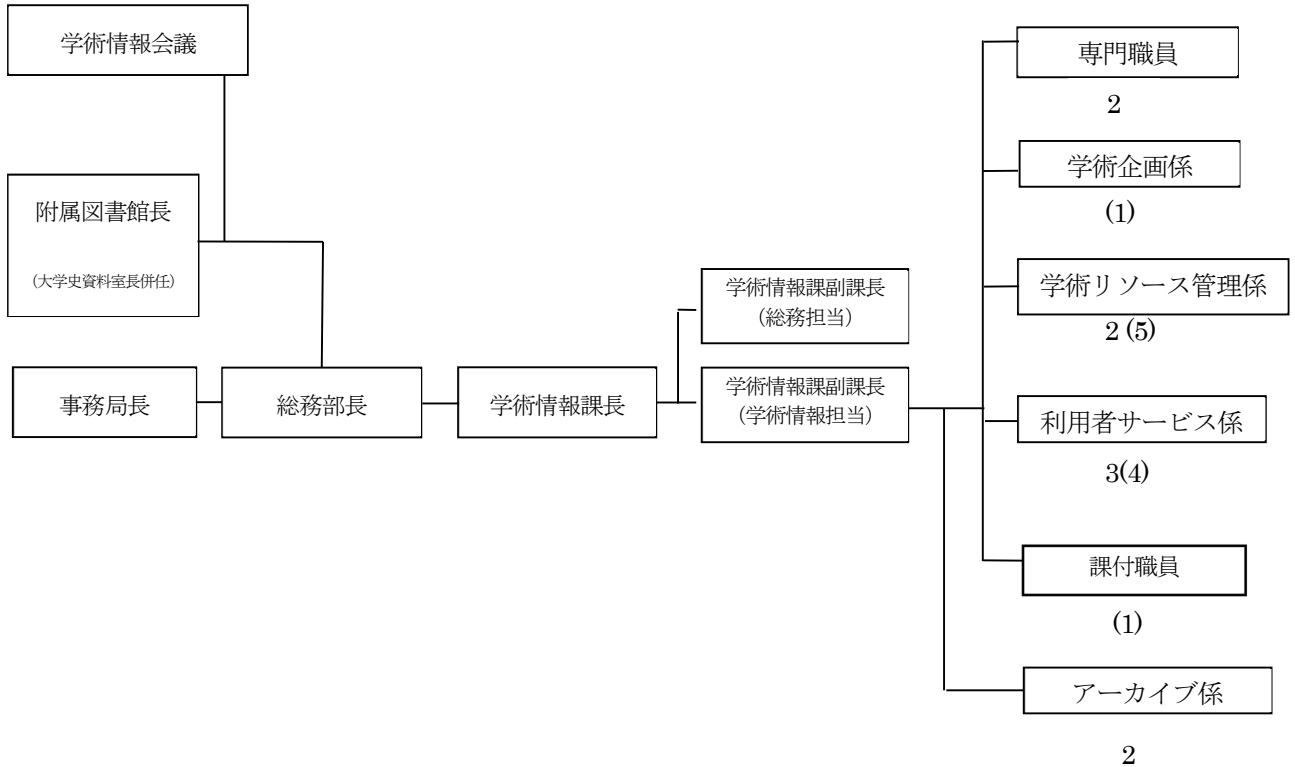 学術情報会議
附属図書館長
（大学史資料室長併任）
事務局長
総務部長
学術情報課長
学術情報課副課長
（総務担当）
学術情報課副課長
（学術情報担当）
専門職員
2
学術企画係
(1)
学術リソース管理係
2 (5)
利用者サービス係
3(4)
課付職員
(1)
アーカイブ係
2